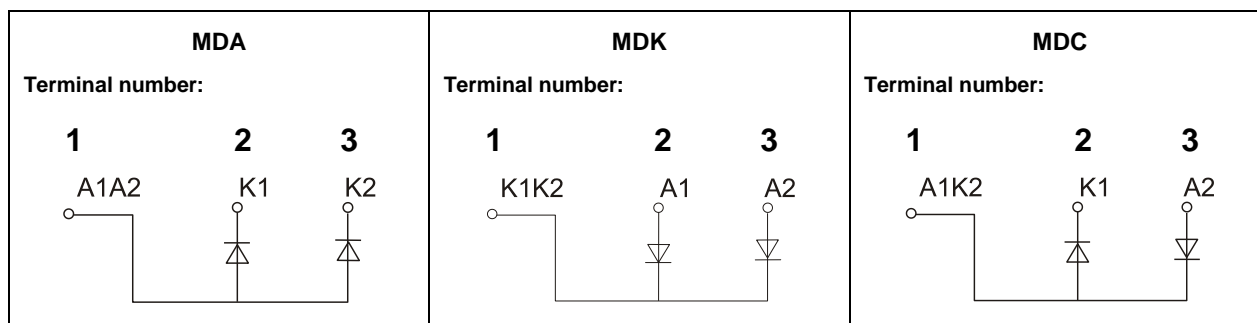 MDA
Terminal number:
1 2 3
A1A2 K1 K2
MDK
Terminal number:
1 2 3
K1K2 A1 A2
MDC
Terminal number:
1 2 3
A1K2 K1 A2